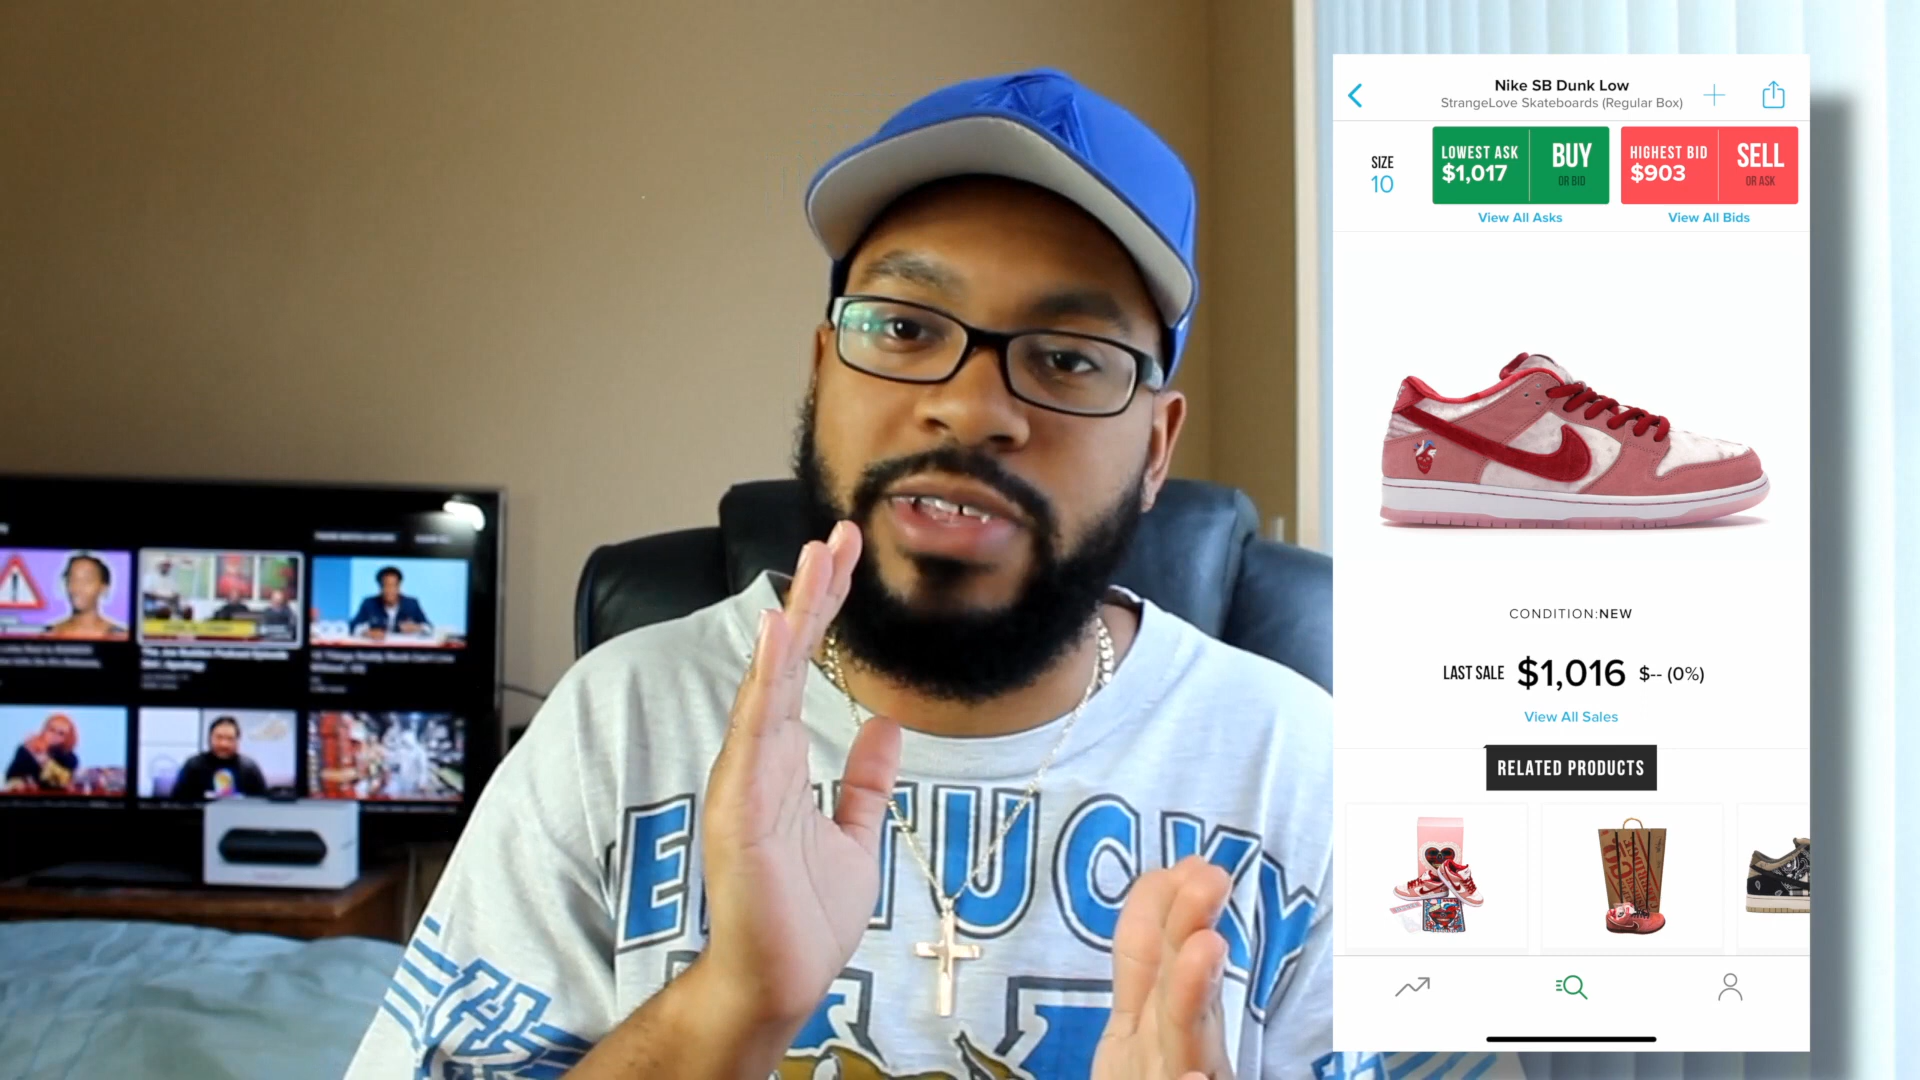 Nike SB Dunk Low
StrangeLove Skateboards (Regular Box)
SIZE
10
LOWEST ASK
$1,017
BUY
OR BID
HIGHEST BID
$903
SELL
OR ASK
View All Asks
View All Bids
CONDITION:NEW
LAST SALE $1,016 $-- (0%)
View All Sales
RELATED PRODUCTS